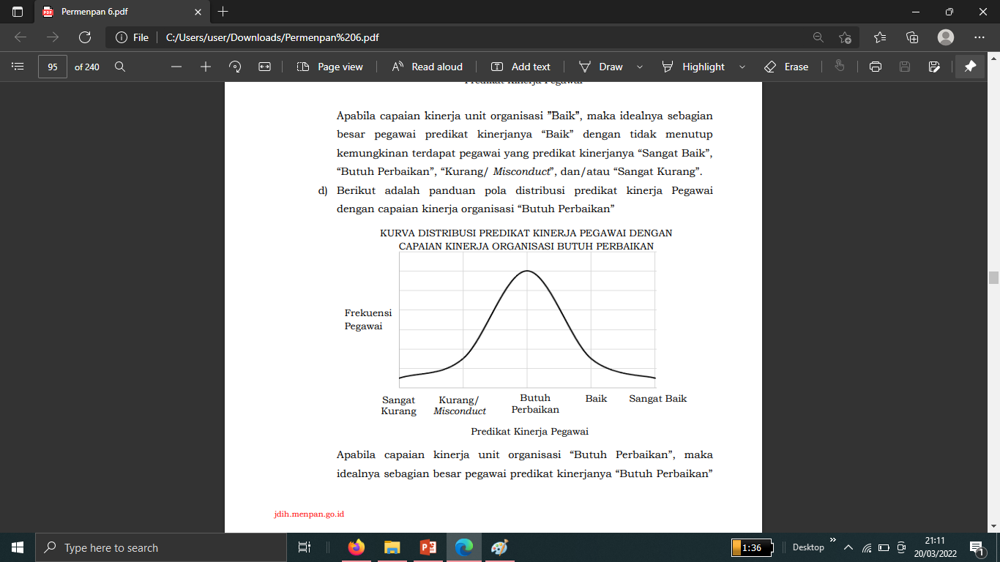 Permenpan 6.pdf
File
C:/Users/user/Downloads/Permenpan%206.pdf
95
of 240
Page view
Read aloud
Add text
Draw
Highlight
Erase
Predikat Kinerja Pegawai
Apabila capaian kinerja unit organisasi ”Baik”, maka idealnya sebagian
besar pegawai predikat kinerjanya “Baik” dengan tidak menutup
kemungkinan terdapat pegawai yang predikat kinerjanya “Sangat Baik”,
“Butuh Perbaikan”, “Kurang/ Misconduct”, dan/atau “Sangat Kurang”.
d) Berikut adalah panduan pola distribusi predikat kinerja Pegawai
dengan capaian kinerja organisasi “Butuh Perbaikan”
KURVA DISTRIBUSI PREDIKAT KINERJA PEGAWAI DENGAN
CAPAIAN KINERJA ORGANISASI BUTUH PERBAIKAN
Frekuensi
Pegawai
Sangat
Kurang
Kurang/
Misconduct
Butuh
Perbaikan
Baik
Sangat Baik
Predikat Kinerja Pegawai
Apabila capaian kinerja unit organisasi “Butuh Perbaikan”, maka
idealnya sebagian besar pegawai predikat kinerjanya “Butuh Perbaikan”
jdih.menpan.go.id
Type here to search
1:36
Desktop
21:11
20/03/2022
1